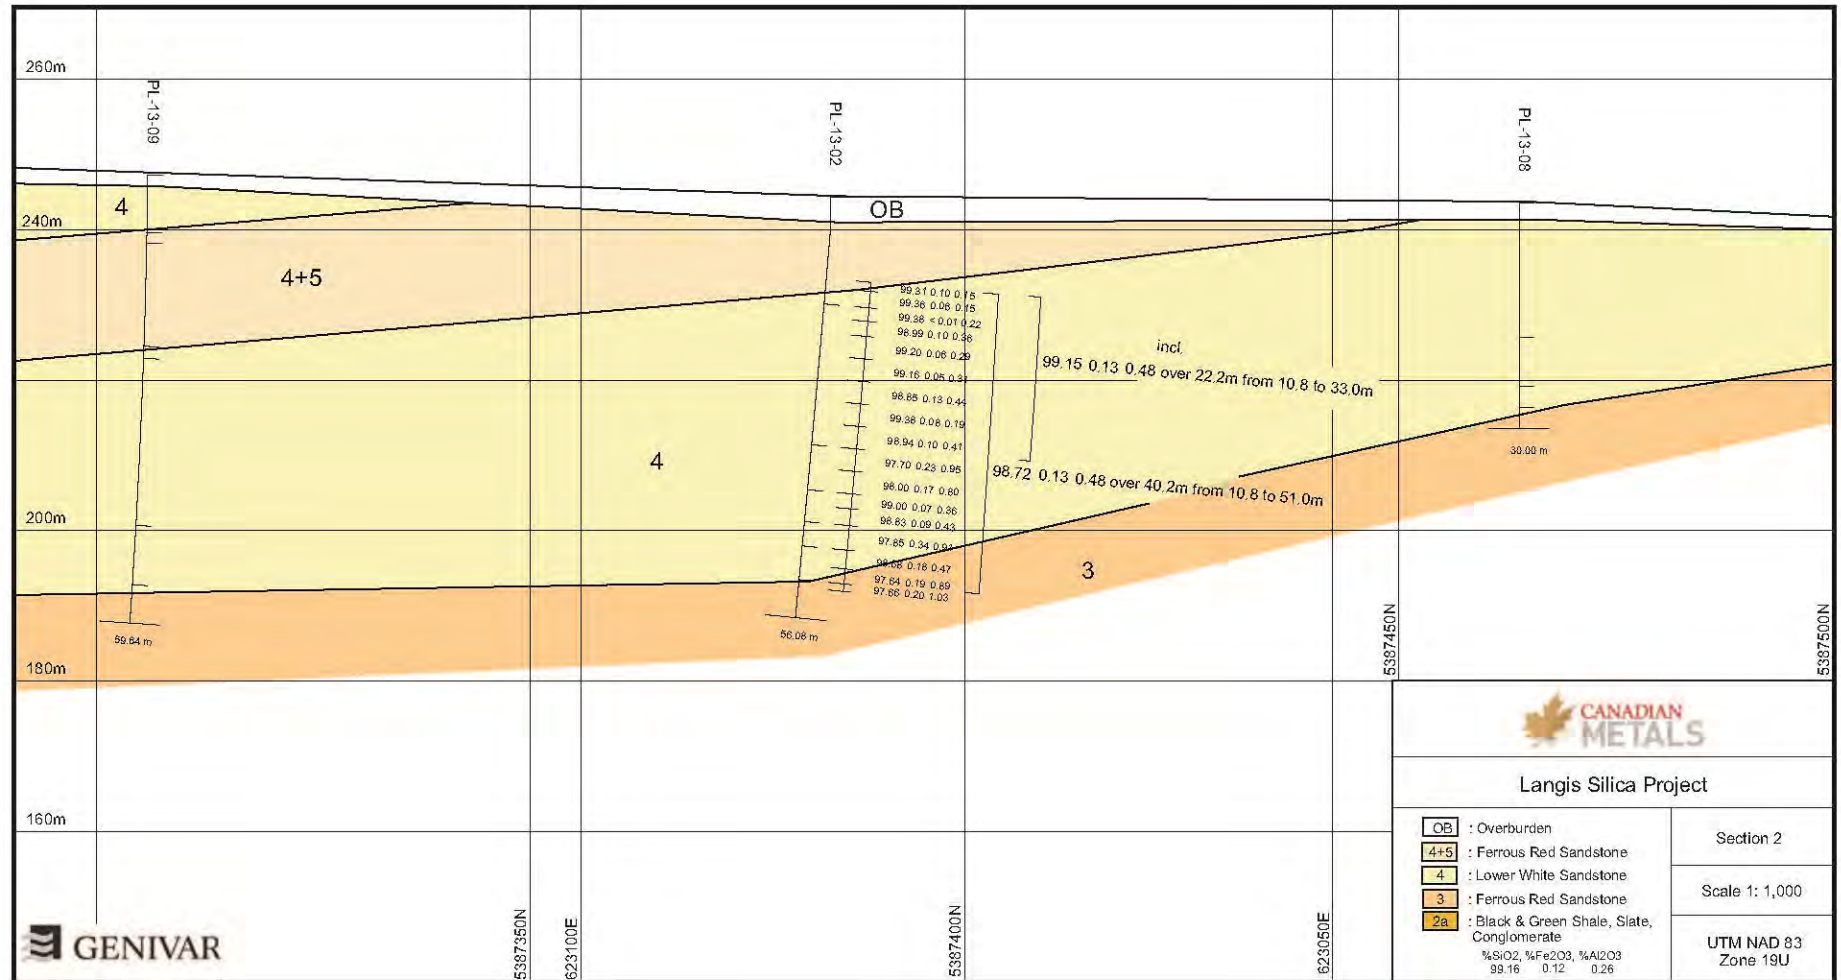 260m
PL-13-09
PL-13-02
PL-13-08
4
240m
OB
4+5
99.31 0.10 0.15
99.36 0.06 0.15
99.38 <0.01 0.22
98.99 0.10 0.36
99.20 0.06 0.29
99.16 0.05 0.31
98.85 0.13 0.44
99.38 0.08 0.19
98.94 0.10 0.41
97.70 0.23 0.95
98.00 0.17 0.80
99.00 0.07 0.36
98.83 0.09 0.43
97.85 0.34
0.18 0.47
97.64 0.19 0.89
97.66 0.20 1.03
incl.
99.15 0.13 0.48 over 22.2m from 10.8 to 33.0m
98.72 0.13 0.48 over 40.2m from 10.8 to 51.0m
4
30.00 m
200m
3
59.64 m
56.08 m
180m
160m
5387350N
623100E
5387400N
623050E
5387450N
5387500N
GENIVAR
CANADIAN
METALS
Langis Silica Project
OB : Overburden
4+5 : Ferrous Red Sandstone
4 : Lower White Sandstone
3 : Ferrous Red Sandstone
2a : Black & Green Shale, Slate,
Conglomerate
%SiO2, %Fe2O3, %Al2O3
99.16 0.12 0.26
Section 2
Scale 1: 1,000
UTM NAD 83
Zone 19U